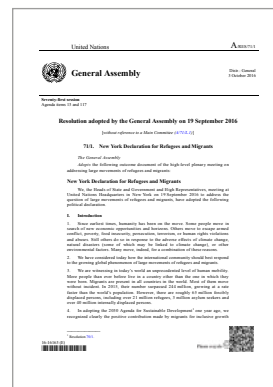 United Nations
A/RES/71/1
General Assembly
Distr.: General
3 October 2016
Seventy-first session
Agenda items 13 and 117
Resolution adopted by the General Assembly on 19 September 2016
[without reference to a Main Committee (A/71/L.1)]
71/1. New York Declaration for Refugees and Migrants
The General Assembly
Adopts the following outcome document of the high-level plenary meeting on
addressing large movements of refugees and migrants:
New York Declaration for Refugees and Migrants
We, the Heads of State and Government and High Representatives, meeting at
United Nations Headquarters in New York on 19 September 2016 to address the
question of large movements of refugees and migrants, have adopted the following
political declaration.
I. Introduction
1. Since earliest times, humanity has been on the move. Some people move in
search of new economic opportunities and horizons. Others move to escape armed
conflict, poverty, food insecurity, persecution, terrorism, or human rights violations
and abuses. Still others do so in response to the adverse effects of climate change,
natural disasters (some of which may be linked to climate change), or other
environmental factors. Many move, indeed, for a combination of these reasons.
2. We have considered today how the international community should best respond
to the growing global phenomenon of large movements of refugees and migrants.
3. We are witnessing in today's world an unprecedented level of human mobility.
More people than ever before live in a country other than the one in which they
were born. Migrants are present in all countries in the world. Most of them move
without incident. In 2015, their number surpassed 244 million, growing at a rate
faster than the world's population. However, there are roughly 65 million forcibly
displaced persons, including over 21 million refugees, 3 million asylum seekers and
over 40 million internally displaced persons.
4. In adopting the 2030 Agenda for Sustainable Development¹ one year ago, we
recognized clearly the positive contribution made by migrants for inclusive growth
¹ Resolution 70/1.
16-16163 (E)
Please recycle